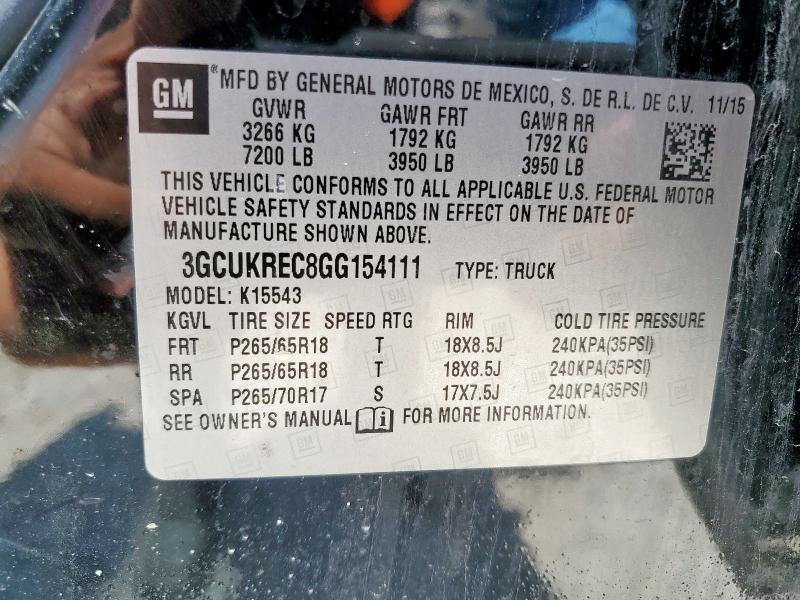 GM ® MFD BY GENERAL MOTORS DE MEXICO, S. DE R.L. DE C.V. 11/15
GVWR GAWR FRT GAWR RR
3266 KG 1792 KG 1792 KG
7200 LB 3950 LB 3950 LB
THIS VEHICLE CONFORMS TO ALL APPLICABLE U.S. FEDERAL MOTOR
VEHICLE SAFETY STANDARDS IN EFFECT ON THE DATE OF
MANUFACTURE SHOWN ABOVE.
3GCUKREC8GG154111 TYPE: TRUCK
MODEL: K15543
KGVL TIRE SIZE SPEED RTG RIM COLD TIRE PRESSURE
FRT P265/65R18 T 18X8.5J 240KPA(35PSI)
RR P265/65R18 T 18X8.5J 240KPA(35PSI)
SPA P265/70R17 S 17X7.5J 240KPA(35PSI)
SEE OWNER'S MANUAL i FOR MORE INFORMATION.